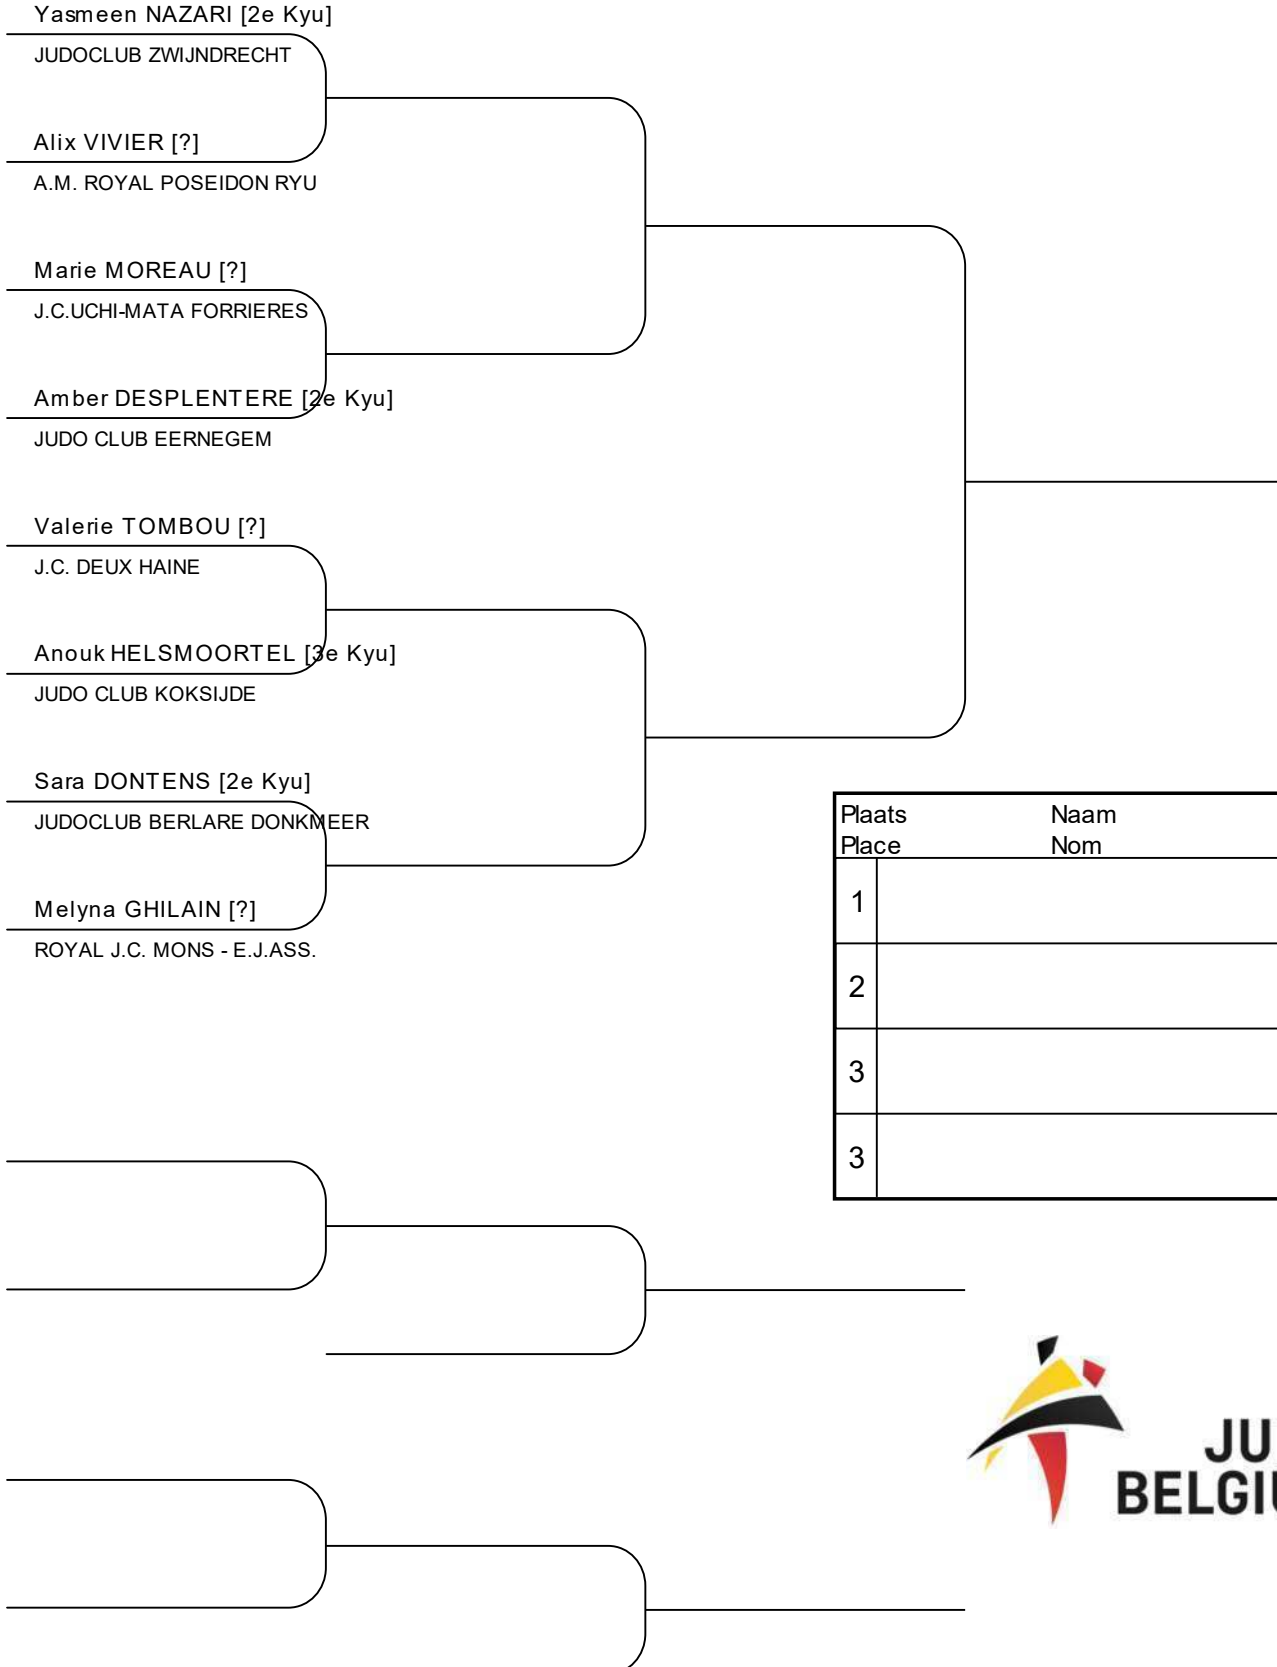 Yasmeen NAZARI [2e Kyu]
JUDOCLUB ZWIJNDRECHT
Alix VIVIER [?]
A.M. ROYAL POSEIDON RYU
Marie MOREAU [?]
J.C.UCHI-MATA FORRIERES
Amber DESPLENTERE [2e Kyu]
JUDO CLUB EERNEGEM
Valerie TOMBOU [?]
J.C. DEUX HAINE
Anouk HELSMOORTEL [3e Kyu]
JUDO CLUB KOKSIJDE
Sara DONTENS [2e Kyu]
JUDOCLUB BERLARE DONKMEER
Melyna GHILAIN [?]
ROYAL J.C. MONS - E.J.ASS.
Plaats Naam
Place Nom
1
2
3
3
JU
BELGIU